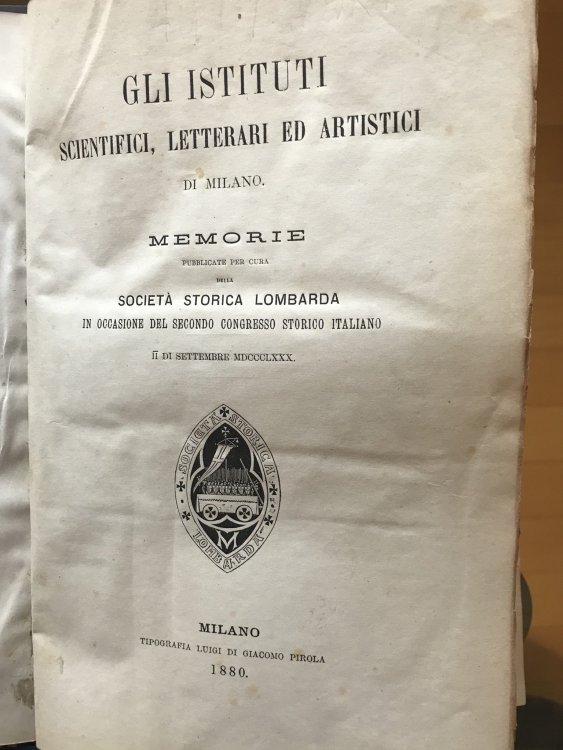 GLI ISTITUTI
SCIENTIFICI, LETTERARI ED ARTISTICI
DI MILANO.
MEMORIE
PUBBLICATE PER CURA
DELLA
SOCIETÀ STORICA LOMBARDA
IN OCCASIONE DEL SECONDO CONGRESSO STORICO ITALIANO
II DI SETTEMBRE MDCCCLXXX.
SOCIETÀ STORICA
LOMBARDA
M
MILANO
TIPOGRAFIA LUIGI DI GIACOMO PIROLA
1880.